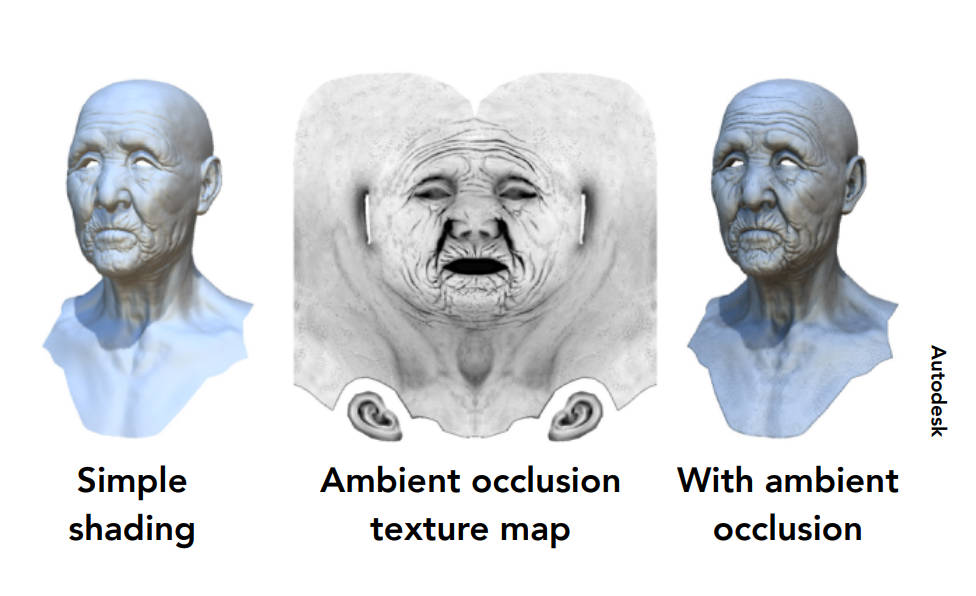 Simple
shading
Ambient occlusion
texture map
With ambient
occlusion
Autodesk